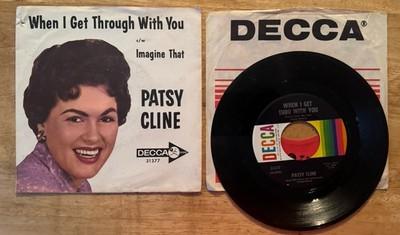 When I Get Through With You
c/w
Imagine That
PATSY
CLINE
DECCA
31377
DECCA®
WHEN I GET
THRU WITH YOU
DECCA
PATSY CLINE